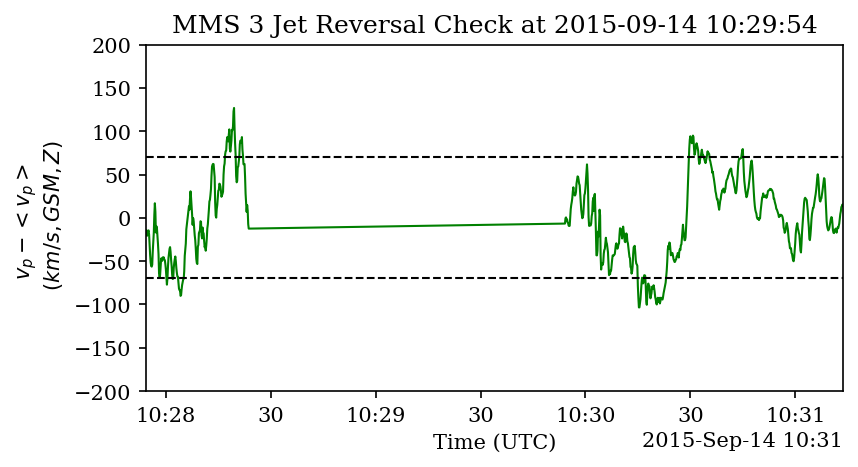 MMS 3 Jet Reversal Check at 2015-09-14 10:29:54
200
150
100
50
0
−50
−100
−150
−200
v_p − < v_p >
(km/s, GSM, Z)
10:28 30 10:29 30 10:30 30 10:31
Time (UTC) 2015-Sep-14 10:31